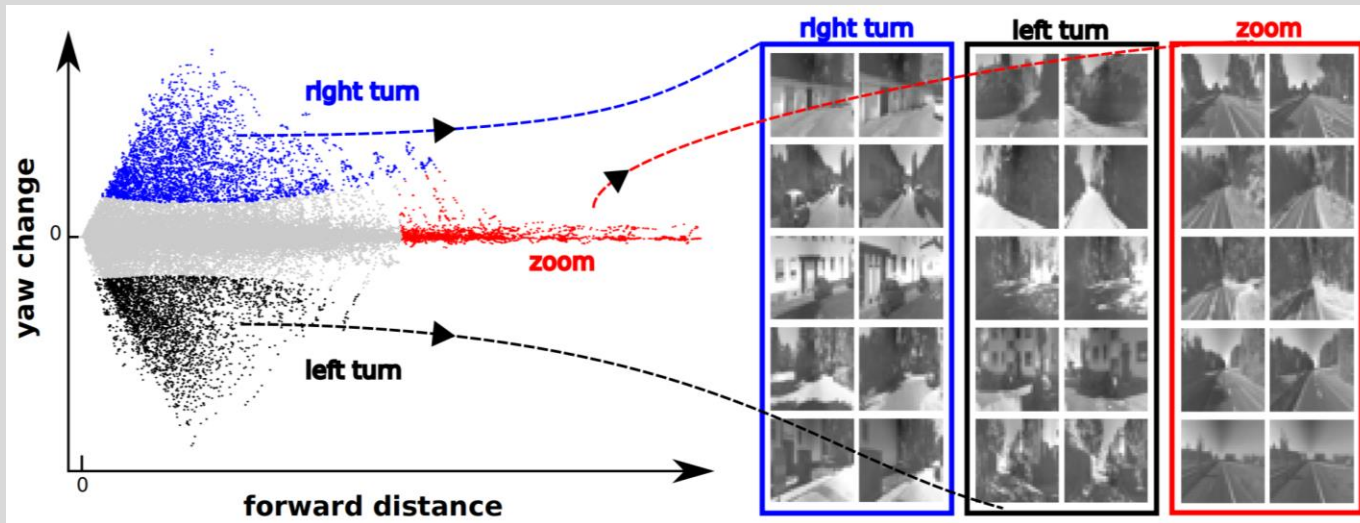 right turn
left turn
zoom
right turn
yaw change
0
zoom
left turn
0
forward distance